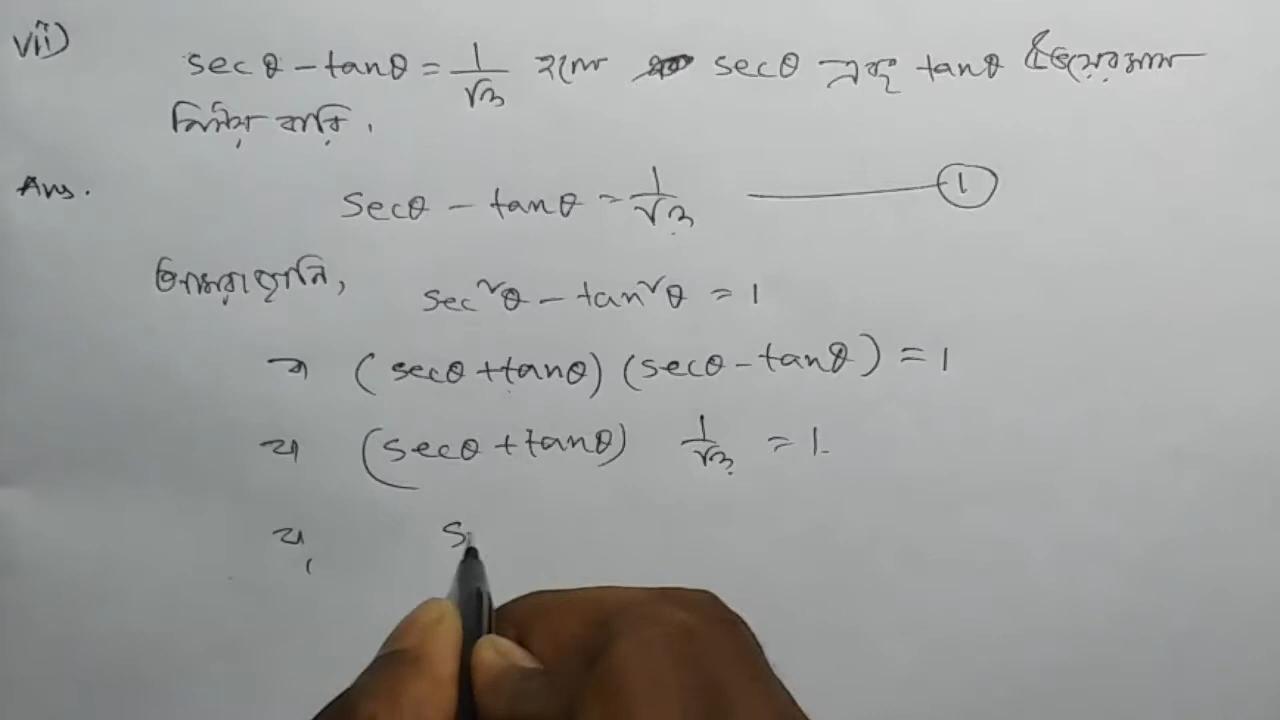 vii) secθ - tanθ = 1/√3 হলে secθ এবং tanθ উভয়ের মান
নির্ণয় করি.
Ans. secθ - tanθ = 1/√3 ——— ①
আমরা জানি, sec²θ - tan²θ = 1
বা (secθ + tanθ) (secθ - tanθ) = 1
বা (secθ + tanθ) 1/√3 = 1.
বা, S